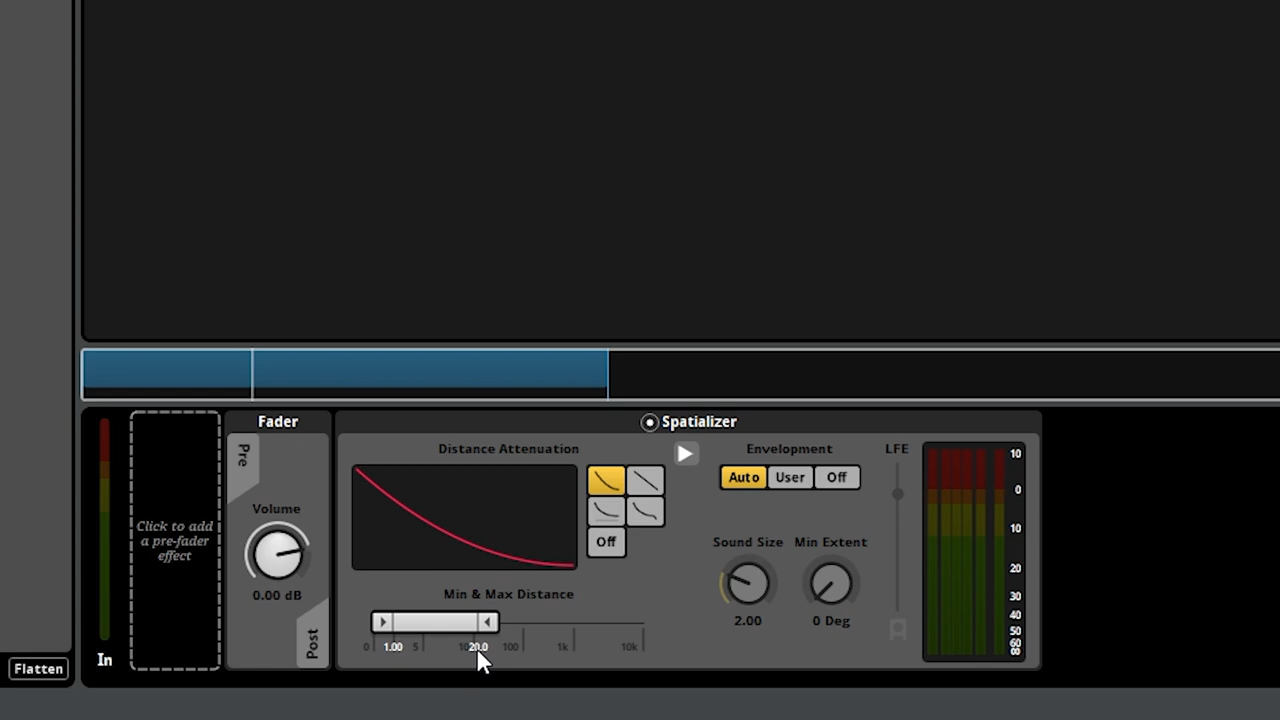 Flatten
In
Click to add
a pre-fader
effect
Fader
Pre
Volume
0.00 dB
Post
Spatializer
Distance Attenuation
Off
Min & Max Distance
0 1.00 5 10 20.0 100 1k 10k
Envelopment
Auto User Off
Sound Size Min Extent
2.00 0 Deg
LFE
10
0
10
20
30
40
50
60